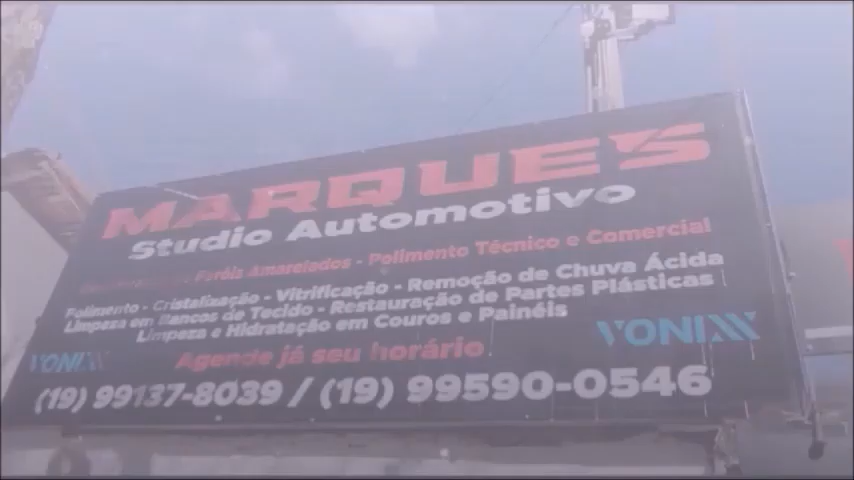 MARQUES
Studio Automotivo
Faróis Amarelados - Polimento Técnico e Comercial
Polimento - Cristalização - Vitrificação - Remoção de Chuva Ácida
Limpeza em Bancos de Tecido - Restauração de Partes Plásticas
Limpeza e Hidratação em Couros e Painéis
VONIXX
Agende já seu horário
VONIXX
(19) 99137-8039 / (19) 99590-0546